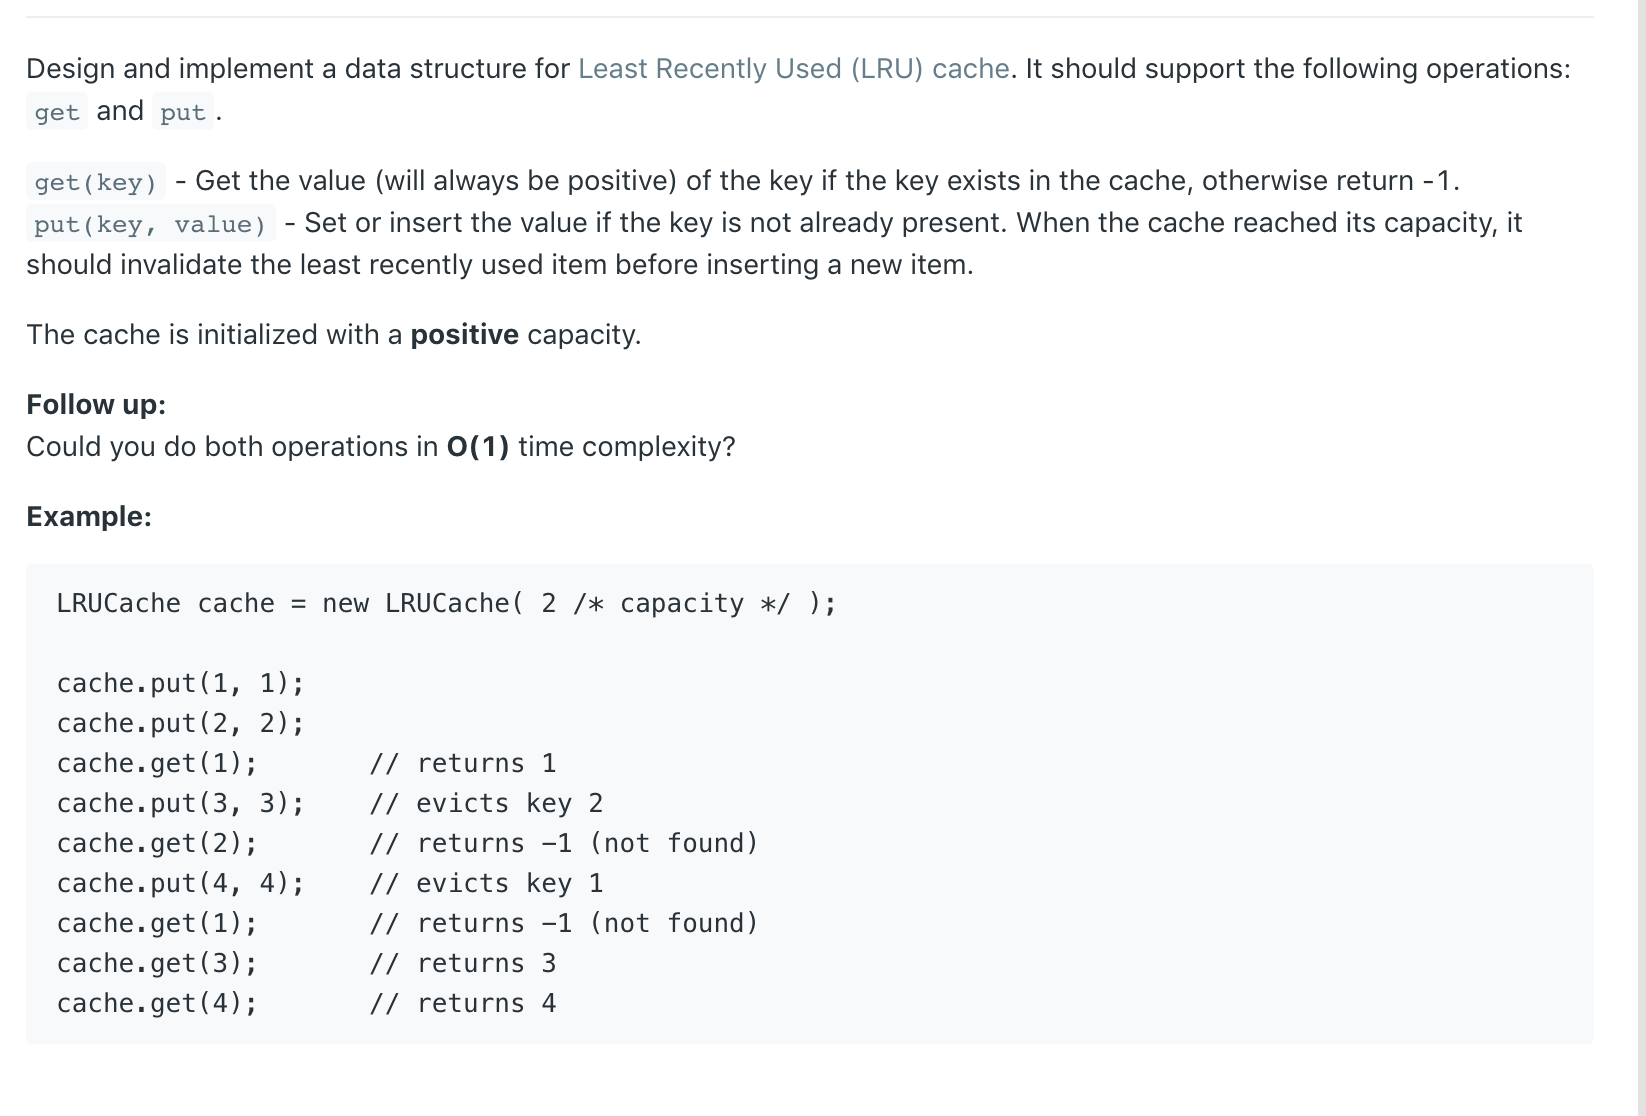 Design and implement a data structure for Least Recently Used (LRU) cache. It should support the following operations:
get and put .
get(key) - Get the value (will always be positive) of the key if the key exists in the cache, otherwise return -1.
put(key, value) - Set or insert the value if the key is not already present. When the cache reached its capacity, it
should invalidate the least recently used item before inserting a new item.
The cache is initialized with a positive capacity.
Follow up:
Could you do both operations in O(1) time complexity?
Example:
LRUCache cache = new LRUCache( 2 /* capacity */ );
cache.put(1, 1);
cache.put(2, 2);
cache.get(1);       // returns 1
cache.put(3, 3);    // evicts key 2
cache.get(2);       // returns -1 (not found)
cache.put(4, 4);    // evicts key 1
cache.get(1);       // returns -1 (not found)
cache.get(3);       // returns 3
cache.get(4);       // returns 4